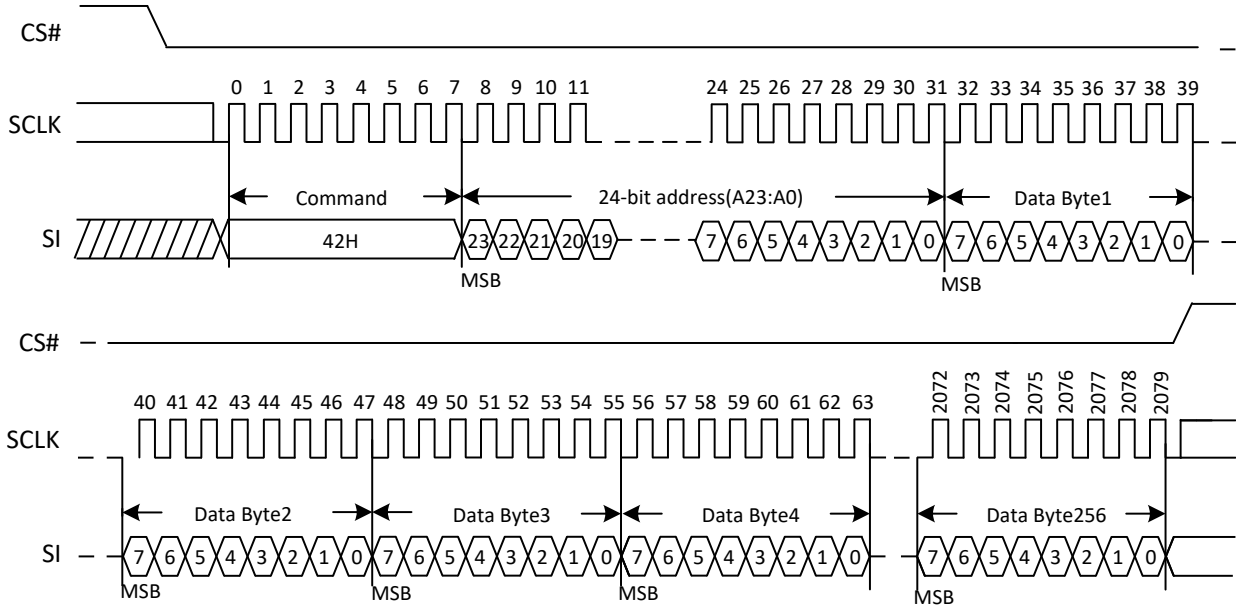 CS#
0 1 2 3 4 5 6 7 8 9 10 11 24 25 26 27 28 29 30 31 32 33 34 35 36 37 38 39
SCLK
Command 24-bit address(A23:A0) Data Byte1
SI 42H 23 22 21 20 19 7 6 5 4 3 2 1 0 7 6 5 4 3 2 1 0
MSB MSB
CS#
40 41 42 43 44 45 46 47 48 49 50 51 52 53 54 55 56 57 58 59 60 61 62 63 2072 2073 2074 2075 2076 2077 2078 2079
SCLK
Data Byte2 Data Byte3 Data Byte4 Data Byte256
SI 7 6 5 4 3 2 1 0 7 6 5 4 3 2 1 0 7 6 5 4 3 2 1 0 7 6 5 4 3 2 1 0
MSB MSB MSB MSB